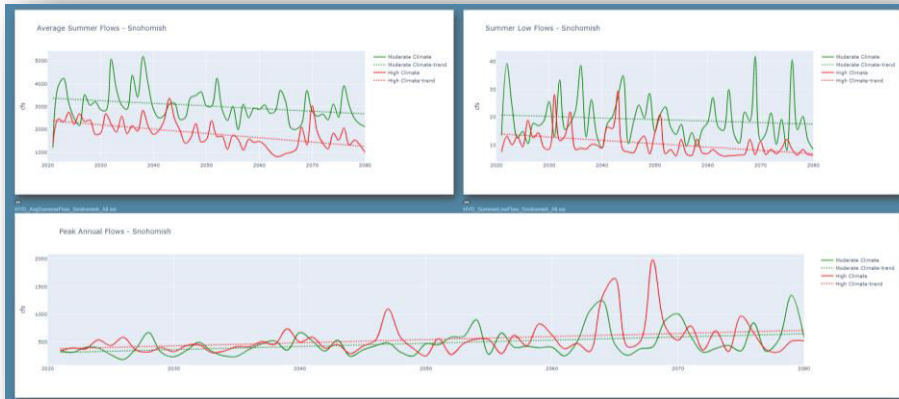 Average Summer Flows - Snohomish
5000
4000
3000
2000
1000
cfs
2020 2030 2040 2050 2060 2070 2080
Moderate Climate
Moderate Climate-trend
High Climate
High Climate-trend
Summer Low Flows - Snohomish
40
30
20
10
cfs
2020 2030 2040 2050 2060 2070 2080
Moderate Climate
Moderate Climate-trend
High Climate
High Climate-trend
HYD_AvgSummerFlow_Snohomish_All
HYD_SummerLowFlow_Snohomish_All
Peak Annual Flows - Snohomish
2000
1500
1000
500
cfs
2020 2030 2040 2050 2060 2070 2080
Moderate Climate
Moderate Climate-trend
High Climate
High Climate-trend